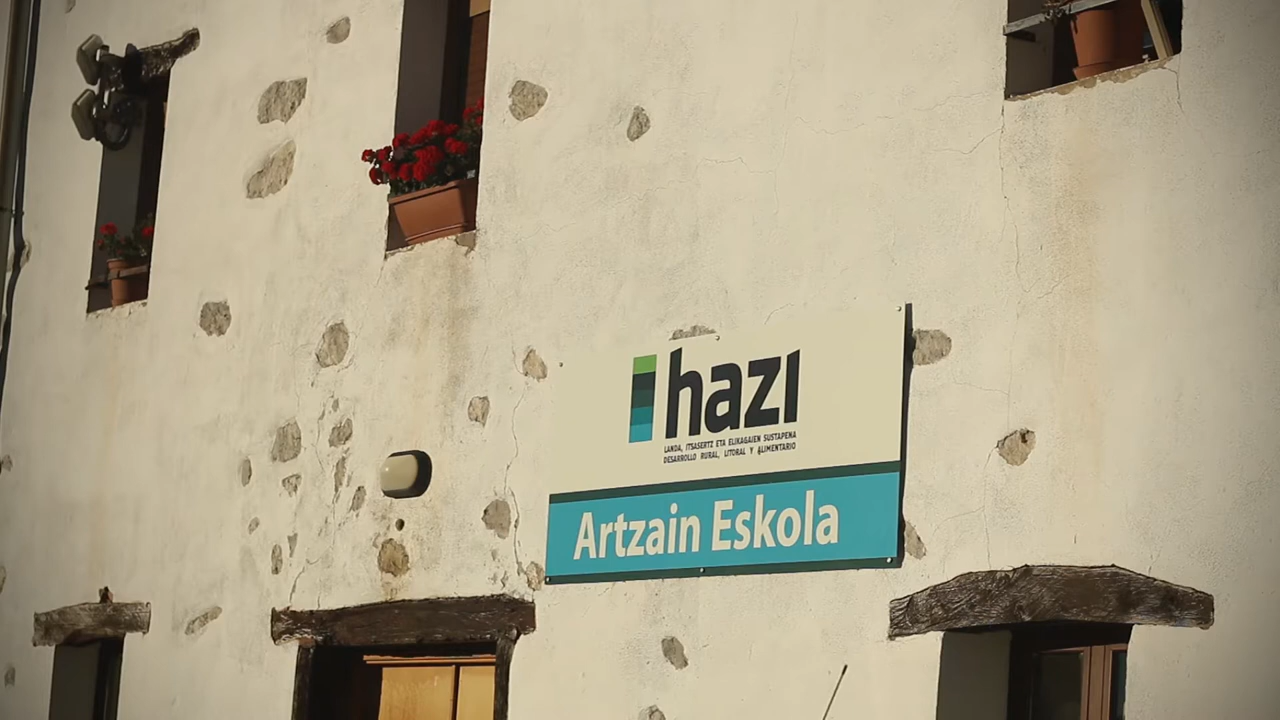 hazi
LANDA, ITSASERTZ ETA ELIKAGAIEN SUSTAPENA
DESARROLLO RURAL, LITORAL Y ALIMENTARIO
Artzain Eskola